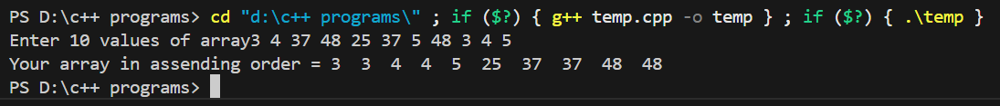 PS D:\c++ programs> cd "d:\c++ programs\" ; if ($?) { g++ temp.cpp -o temp } ; if ($?) { .\temp }
Enter 10 values of array3 4 37 48 25 37 5 48 3 4 5
Your array in assending order = 3  3  4  4  5  25  37  37  48  48
PS D:\c++ programs>